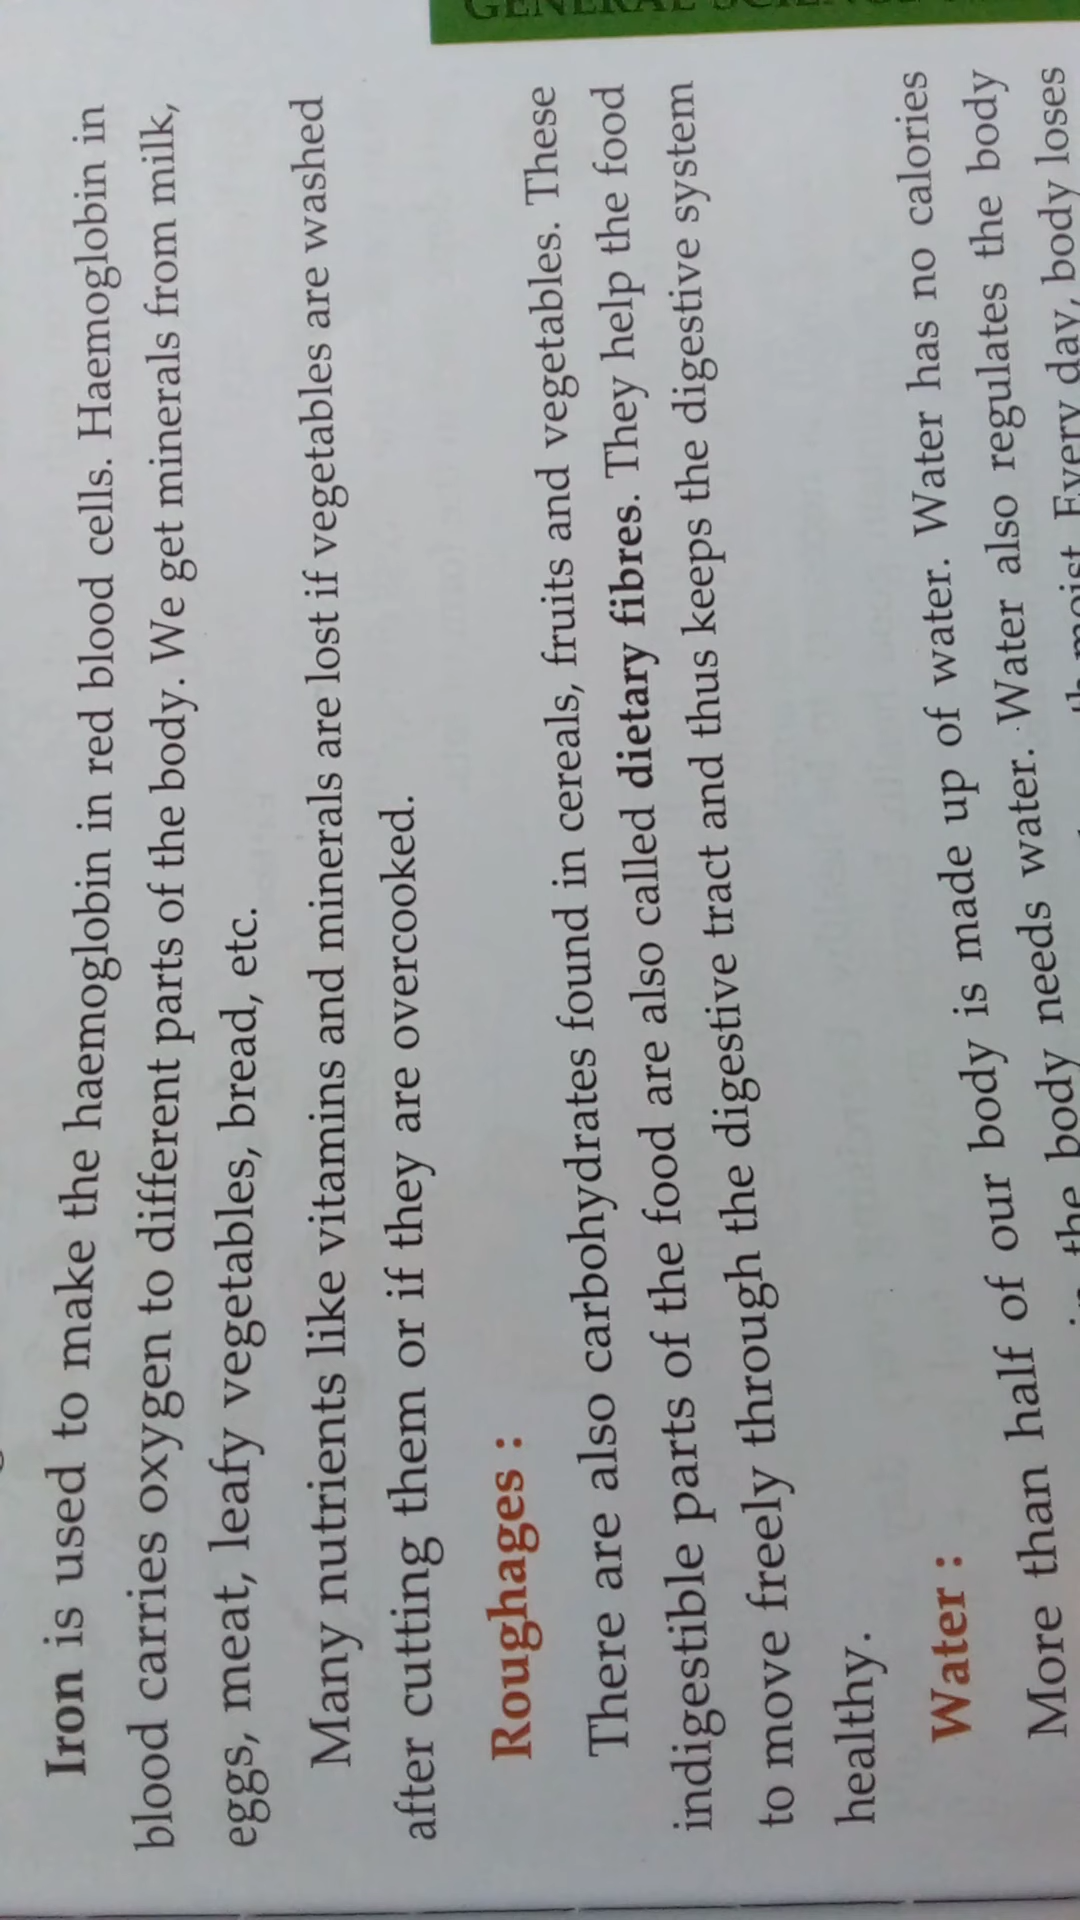 GENERAL SCIENCE
Iron is used to make the haemoglobin in red blood cells. Haemoglobin in
blood carries oxygen to different parts of the body. We get minerals from milk,
eggs, meat, leafy vegetables, bread, etc.
Many nutrients like vitamins and minerals are lost if vegetables are washed
after cutting them or if they are overcooked.
Roughages :
There are also carbohydrates found in cereals, fruits and vegetables. These
indigestible parts of the food are also called dietary fibres. They help the food
to move freely through the digestive tract and thus keeps the digestive system
healthy.
Water :
More than half of our body is made up of water. Water has no calories
the body needs water. Water also regulates the body
moist. Every day, body loses